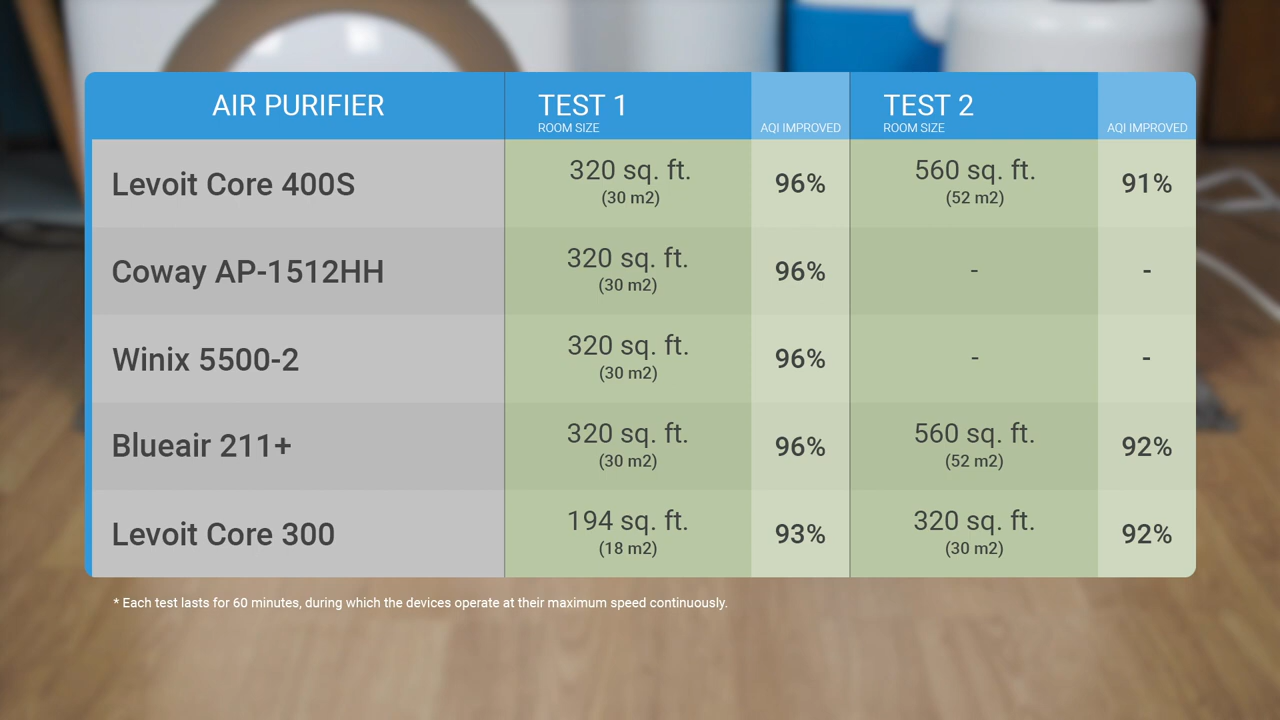 AIR PURIFIER
TEST 1
ROOM SIZE
AQI IMPROVED
TEST 2
ROOM SIZE
AQI IMPROVED
Levoit Core 400S
320 sq. ft.
(30 m2)
96%
560 sq. ft.
(52 m2)
91%
Coway AP-1512HH
320 sq. ft.
(30 m2)
96%
-
-
Winix 5500-2
320 sq. ft.
(30 m2)
96%
-
-
Blueair 211+
320 sq. ft.
(30 m2)
96%
560 sq. ft.
(52 m2)
92%
Levoit Core 300
194 sq. ft.
(18 m2)
93%
320 sq. ft.
(30 m2)
92%
* Each test lasts for 60 minutes, during which the devices operate at their maximum speed continuously.